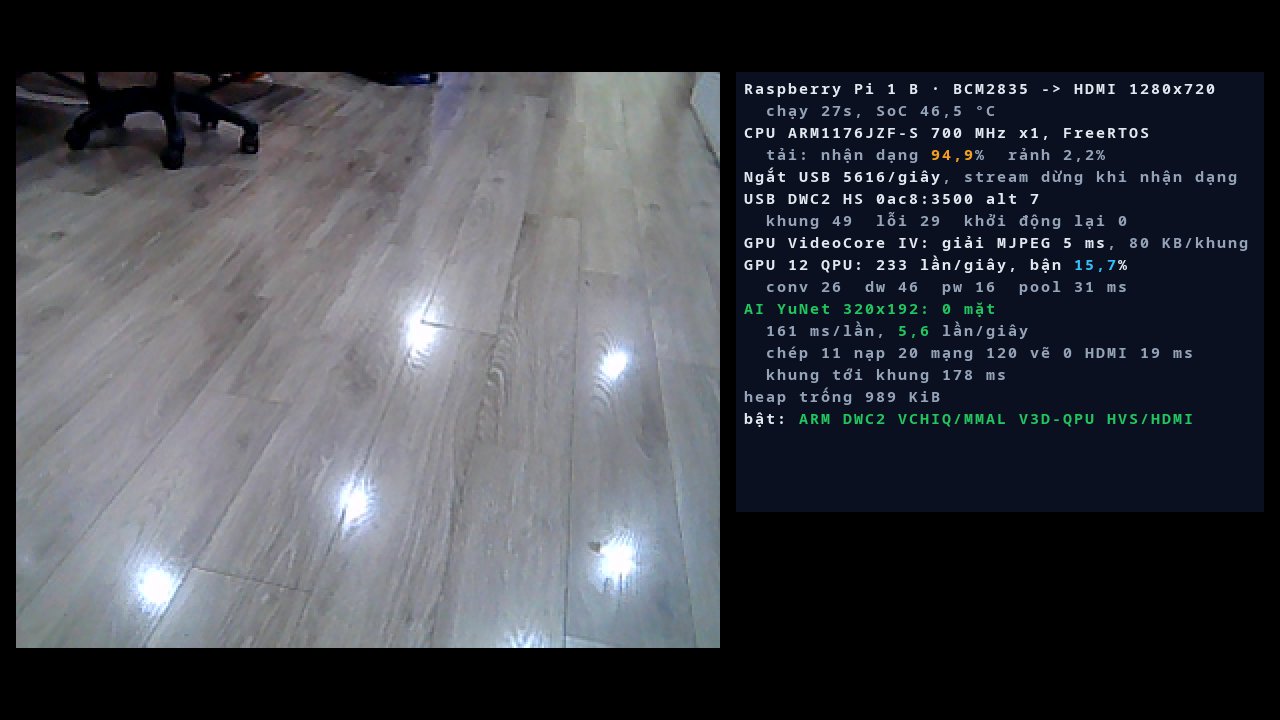 Raspberry Pi 1 B · BCM2835 -> HDMI 1280x720
chạy 27s, SoC 46,5 °C
CPU ARM1176JZF-S 700 MHz x1, FreeRTOS
tải: nhận dạng 94,9% rảnh 2,2%
Ngắt USB 5616/giây, stream dừng khi nhận dạng
USB DWC2 HS 0ac8:3500 alt 7
khung 49 lỗi 29 khởi động lại 0
GPU VideoCore IV: giải MJPEG 5 ms, 80 KB/khung
GPU 12 QPU: 233 lần/giây, bận 15,7%
conv 26 dw 46 pw 16 pool 31 ms
AI YuNet 320x192: 0 mặt
161 ms/lần, 5,6 lần/giây
chép 11 nạp 20 mạng 120 vẽ 0 HDMI 19 ms
khung tới khung 178 ms
heap trống 989 KiB
bật: ARM DWC2 VCHIQ/MMAL V3D-QPU HVS/HDMI